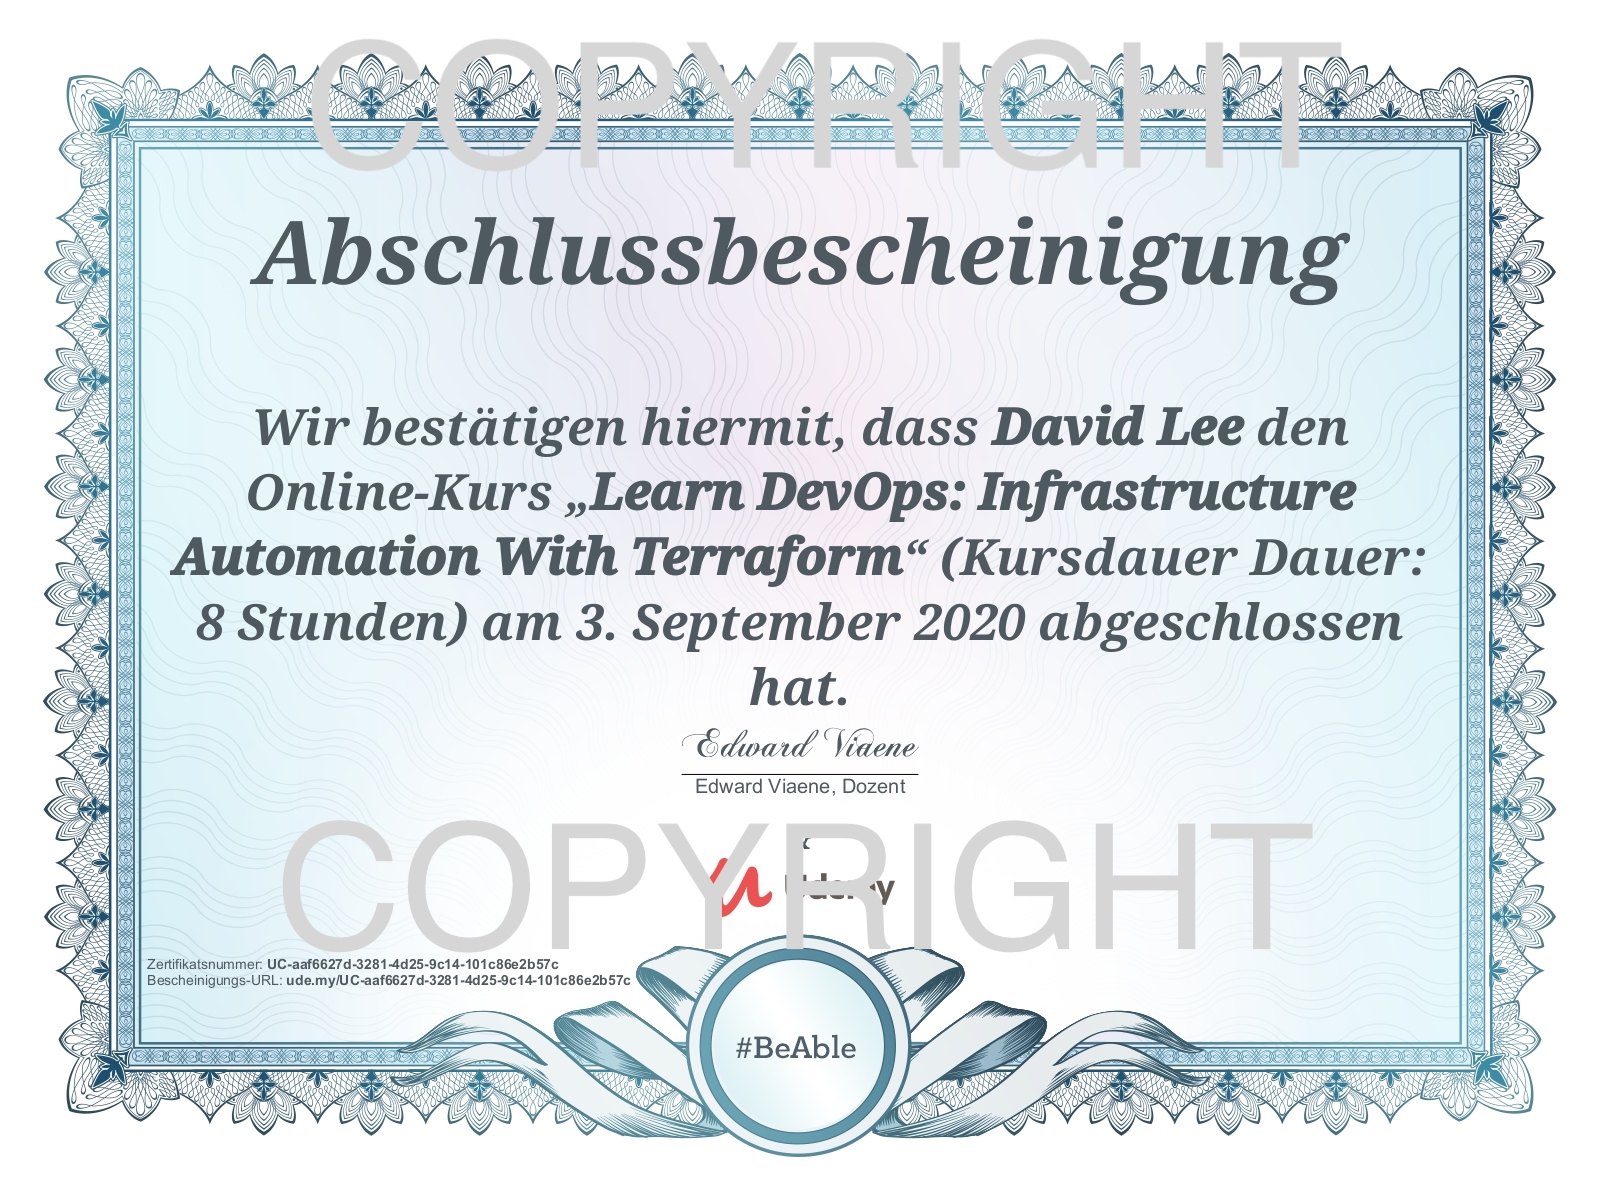 COPYRIGHT
Abschlussbescheinigung
Wir bestätigen hiermit, dass David Lee den
Online-Kurs „Learn DevOps: Infrastructure
Automation With Terraform“ (Kursdauer Dauer:
8 Stunden) am 3. September 2020 abgeschlossen
hat.
Edward Viaene
Edward Viaene, Dozent
COPYRIGHT
Udemy
Zertifikatsnummer: UC-aaf6627d-3281-4d25-9c14-101c86e2b57c
Bescheinigungs-URL: ude.my/UC-aaf6627d-3281-4d25-9c14-101c86e2b57c
#BeAble